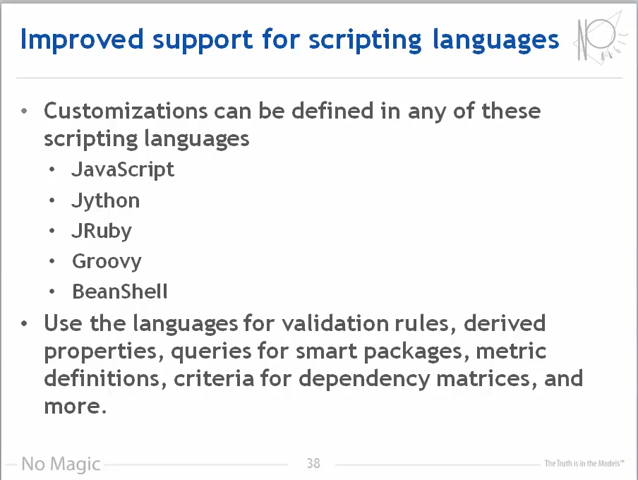 Improved support for scripting languages
• Customizations can be defined in any of these
scripting languages
• JavaScript
• Jython
• JRuby
• Groovy
• BeanShell
• Use the languages for validation rules, derived
properties, queries for smart packages, metric
definitions, criteria for dependency matrices, and
more.
No Magic
38
The Truth is in the Models™